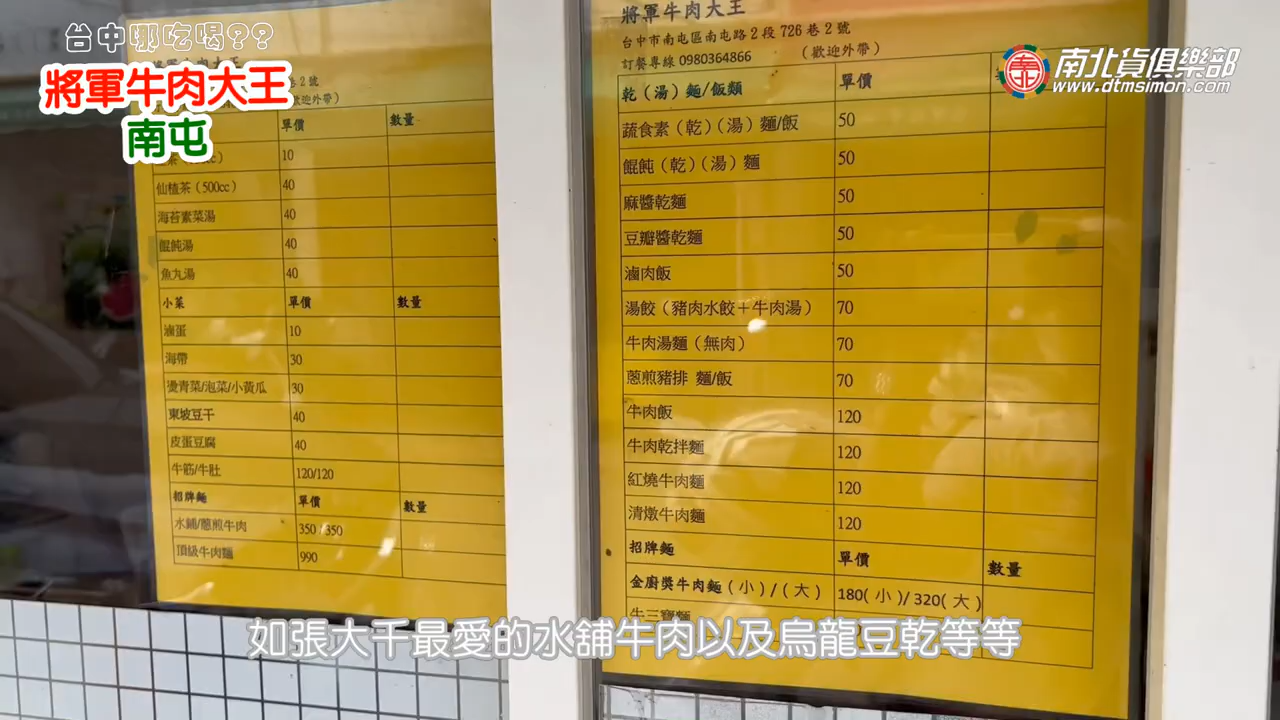 台中哪吃喝??
將軍牛肉大王
南屯
南北貨俱樂部
www.dtmsimon.com
單價 數量
10
仙楂茶（500cc） 40
海苔素菜湯 40
餛飩湯 40
魚丸湯 40
小菜 單價 數量
滷蛋 10
海帶 30
燙青菜/泡菜/小黃瓜 30
東坡豆干 40
皮蛋豆腐 40
牛筋/牛肚 120/120
招牌麵 單價 數量
水鋪/蔥煎牛肉 350 / 350
頂級牛肉麵 990
將軍牛肉大王
台中市南屯區南屯路 2 段 726 巷 2 號
訂餐專線 0980364866 （歡迎外帶）
乾（湯）麵/飯類 單價
蔬食素（乾）（湯）麵/飯 50
餛飩（乾）（湯）麵 50
麻醬乾麵 50
豆瓣醬乾麵 50
滷肉飯 50
湯餃（豬肉水餃＋牛肉湯） 70
牛肉湯麵（無肉） 70
蔥煎豬排 麵/飯 70
牛肉飯 120
牛肉乾拌麵 120
紅燒牛肉麵 120
清燉牛肉麵 120
招牌麵 單價 數量
金廚獎牛肉麵（小）/（大） 180(小)/ 320(大)
牛三寶麵
如張大千最愛的水舖牛肉以及烏龍豆乾等等